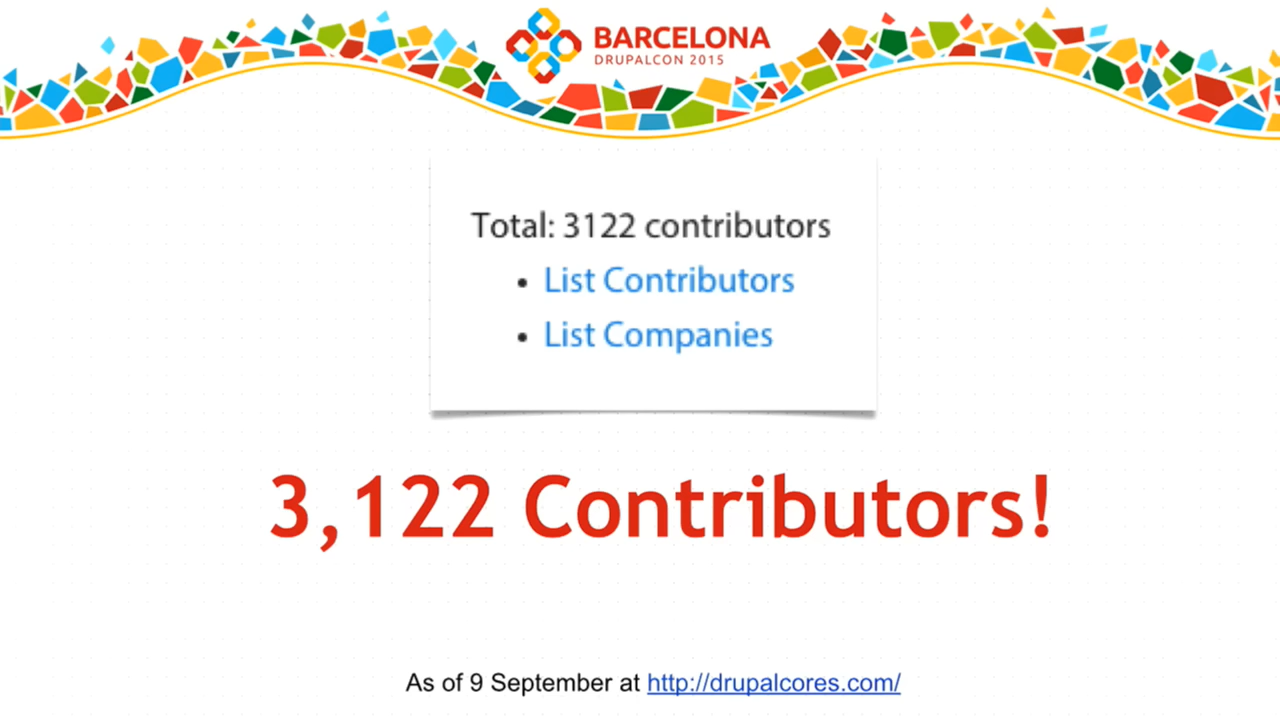 BARCELONA
DRUPALCON 2015
Total: 3122 contributors
• List Contributors
• List Companies
3,122 Contributors!
As of 9 September at http://drupalcores.com/